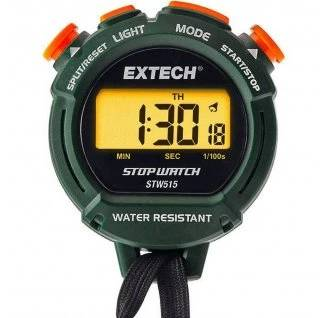 SPLIT/RESET LIGHT MODE START/STOP
EXTECH®
TH
1:30 18
MIN SEC 1/100s
STOPWATCH
STW515
WATER RESISTANT